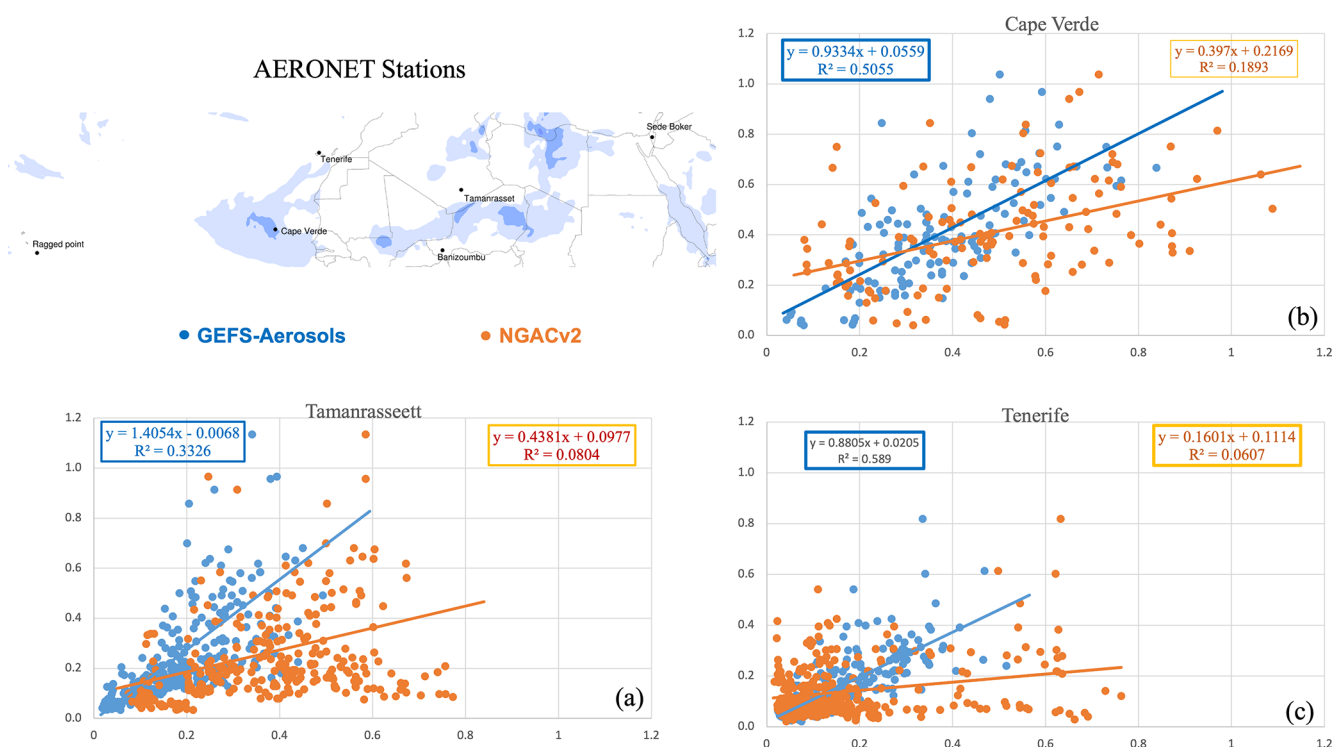 AERONET Stations
Sede Boker
Tenerife
Tamanrasset
Cape Verde
Ragged point
Banizoumbu
GEFS-Aerosols
NGACv2
Cape Verde
y = 0.9334x + 0.0559
R² = 0.5055
y = 0.397x + 0.2169
R² = 0.1893
1.2
1.0
0.8
0.6
0.4
0.2
0.0
(b)
0 0.2 0.4 0.6 0.8 1 1.2
Tamanrasseett
y = 1.4054x - 0.0068
R² = 0.3326
y = 0.4381x + 0.0977
R² = 0.0804
1.2
1.0
0.8
0.6
0.4
0.2
0.0
(a)
0 0.2 0.4 0.6 0.8 1 1.2
Tenerife
y = 0.8805x + 0.0205
R² = 0.589
y = 0.1601x + 0.1114
R² = 0.0607
1.2
1.0
0.8
0.6
0.4
0.2
0.0
(c)
0 0.2 0.4 0.6 0.8 1 1.2